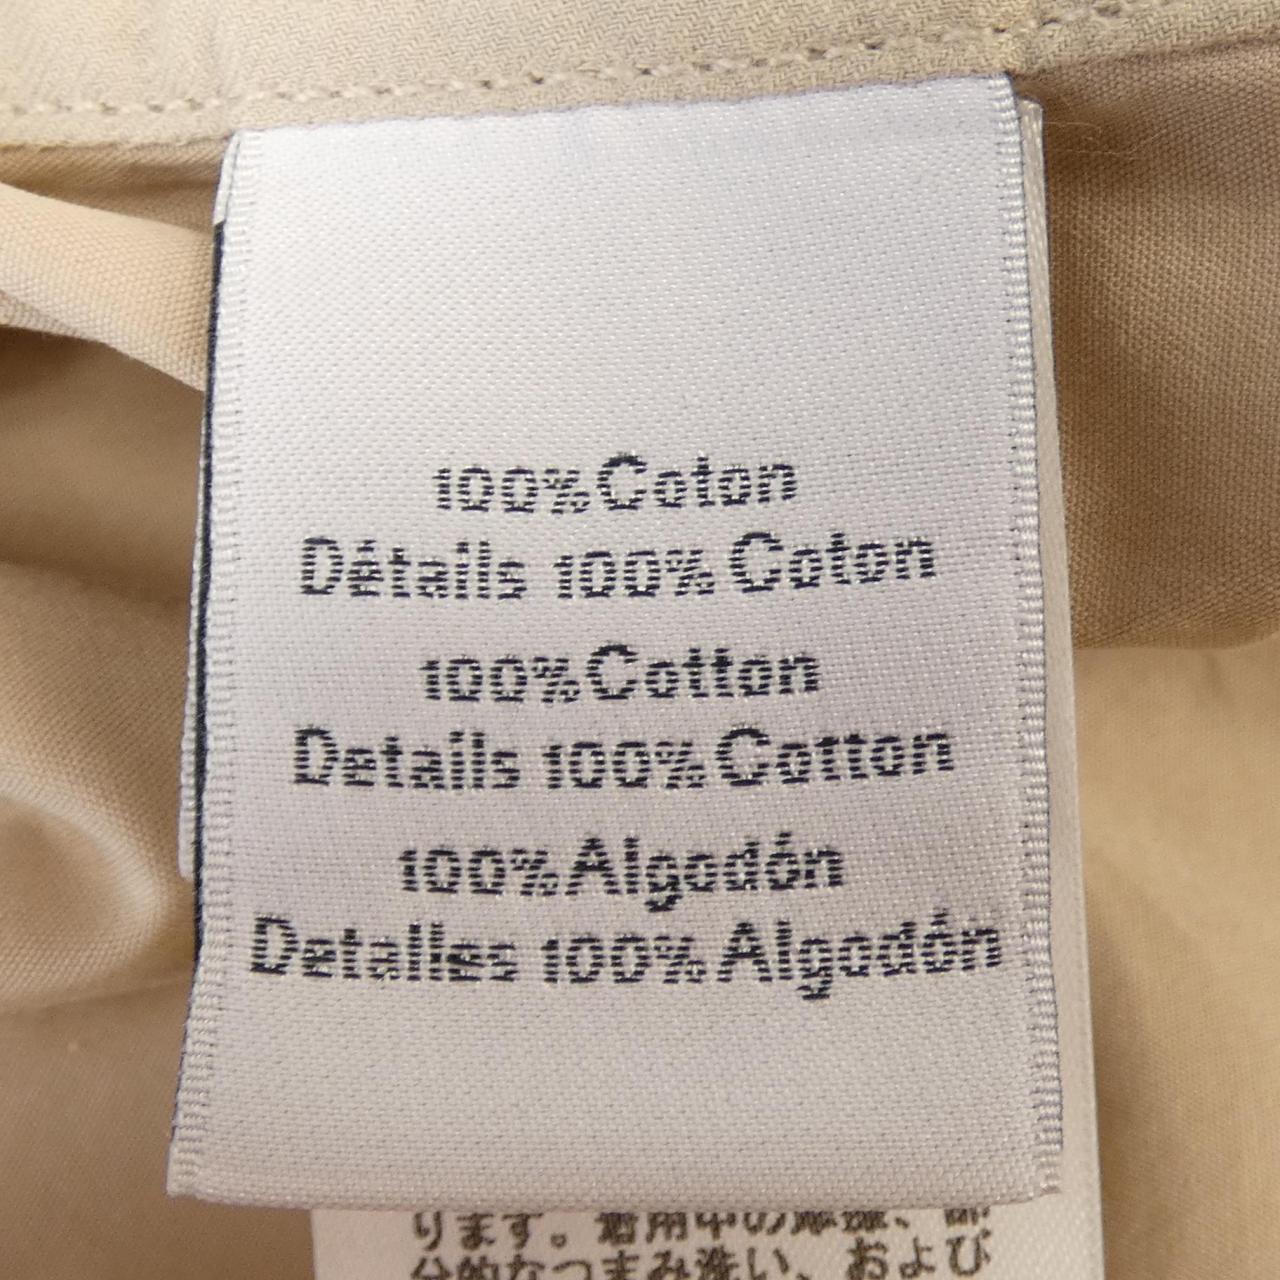 100% Coton
Détails 100% Coton
100% Cotton
Details 100% Cotton
100% Algodón
Detalles 100% Algodón
ります。着用中の摩擦、部
分的なつまみ洗い、および